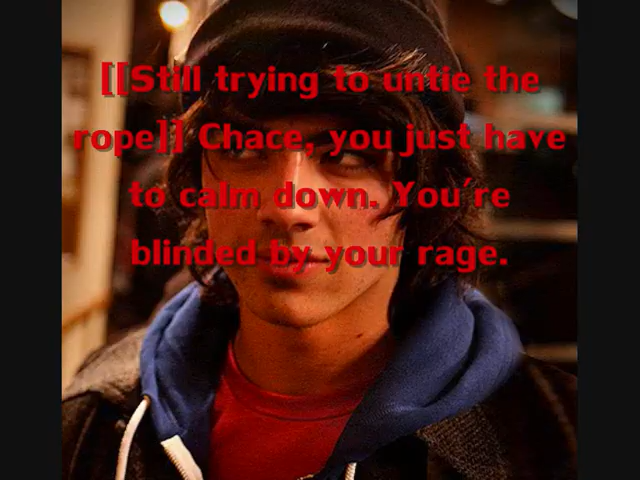 [[Still trying to untie the
rope]] Chace, you just have
to calm down. You're
blinded by your rage.